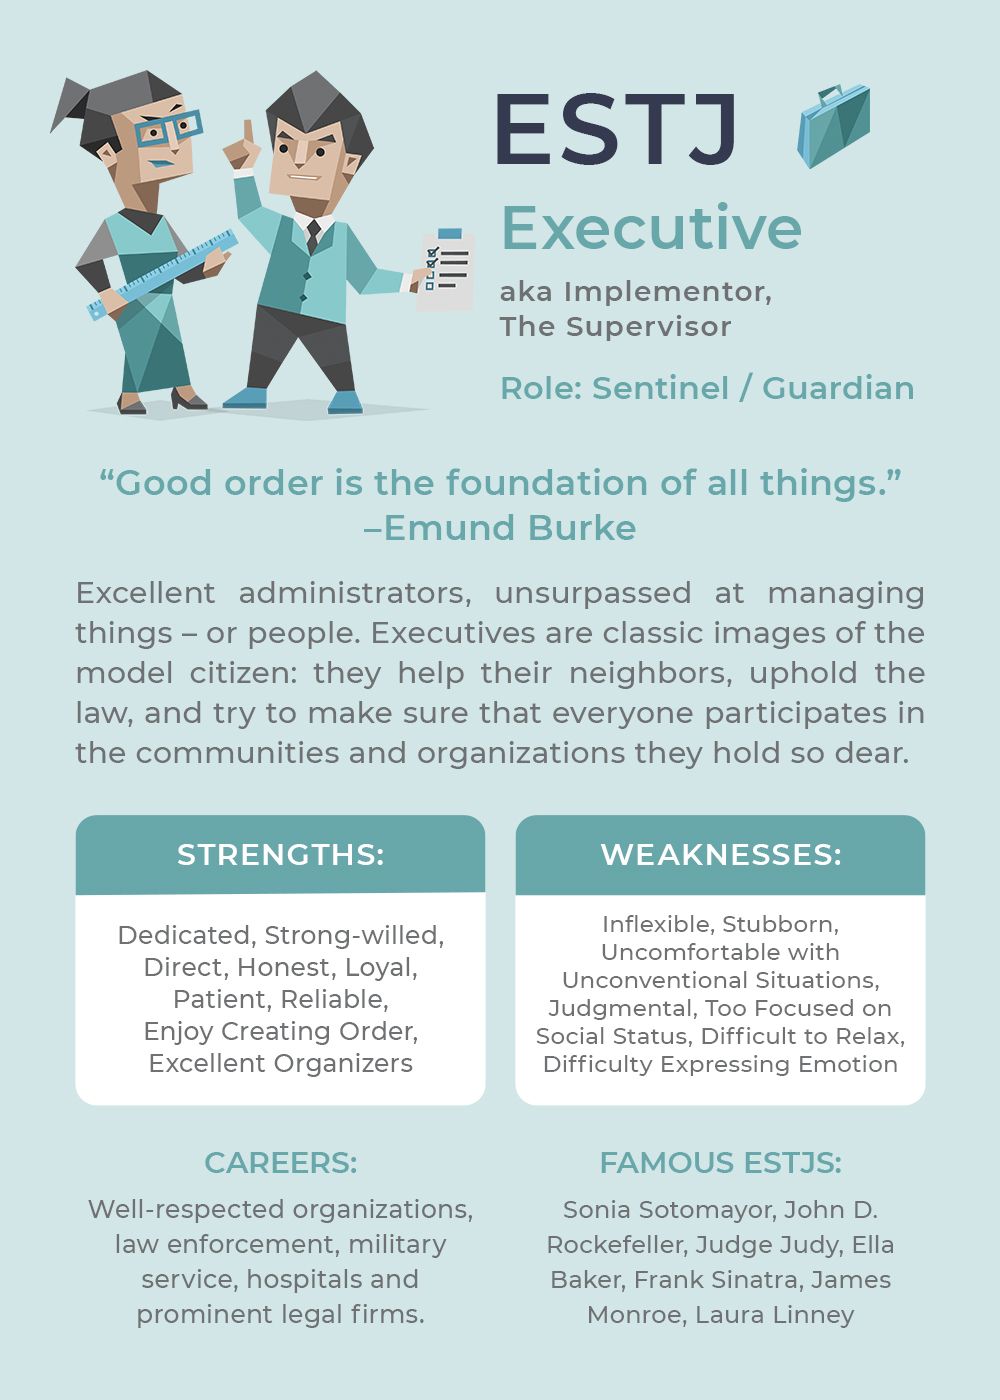 ESTJ
Executive
aka Implementor,
The Supervisor
Role: Sentinel / Guardian
“Good order is the foundation of all things.”
–Emund Burke
Excellent administrators, unsurpassed at managing
things – or people. Executives are classic images of the
model citizen: they help their neighbors, uphold the
law, and try to make sure that everyone participates in
the communities and organizations they hold so dear.
STRENGTHS:
Dedicated, Strong-willed,
Direct, Honest, Loyal,
Patient, Reliable,
Enjoy Creating Order,
Excellent Organizers
WEAKNESSES:
Inflexible, Stubborn,
Uncomfortable with
Unconventional Situations,
Judgmental, Too Focused on
Social Status, Difficult to Relax,
Difficulty Expressing Emotion
CAREERS:
Well-respected organizations,
law enforcement, military
service, hospitals and
prominent legal firms.
FAMOUS ESTJS:
Sonia Sotomayor, John D.
Rockefeller, Judge Judy, Ella
Baker, Frank Sinatra, James
Monroe, Laura Linney